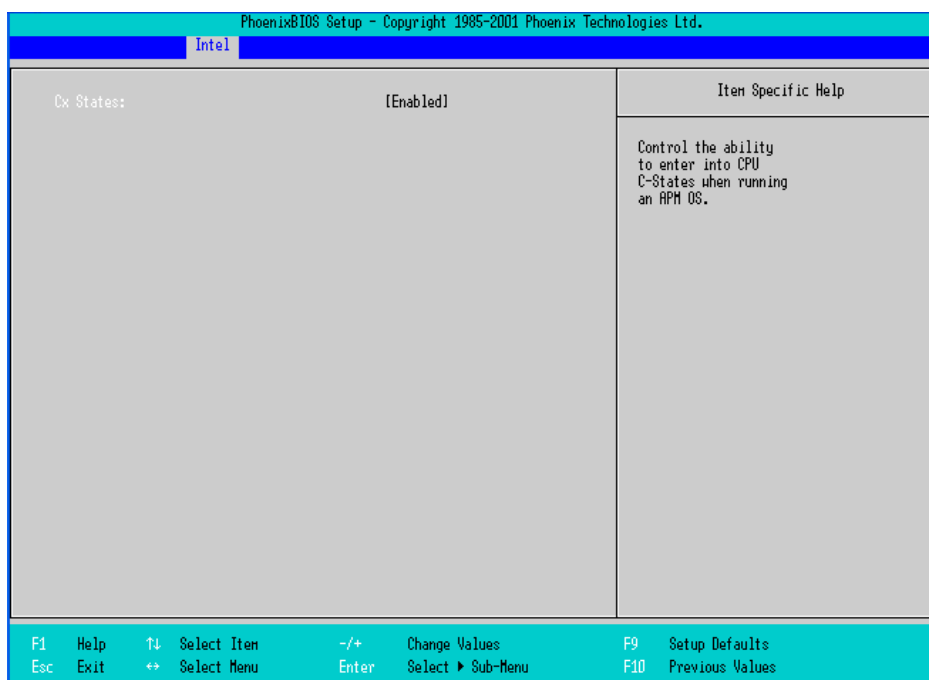 PhoenixBIOS Setup - Copyright 1985-2001 Phoenix Technologies Ltd.
Intel
Cx States: [Enabled]
Item Specific Help
Control the ability
to enter into CPU
C-States when running
an APM OS.
F1 Help ↑↓ Select Item -/+ Change Values F9 Setup Defaults
Esc Exit ↔ Select Menu Enter Select ▶ Sub-Menu F10 Previous Values